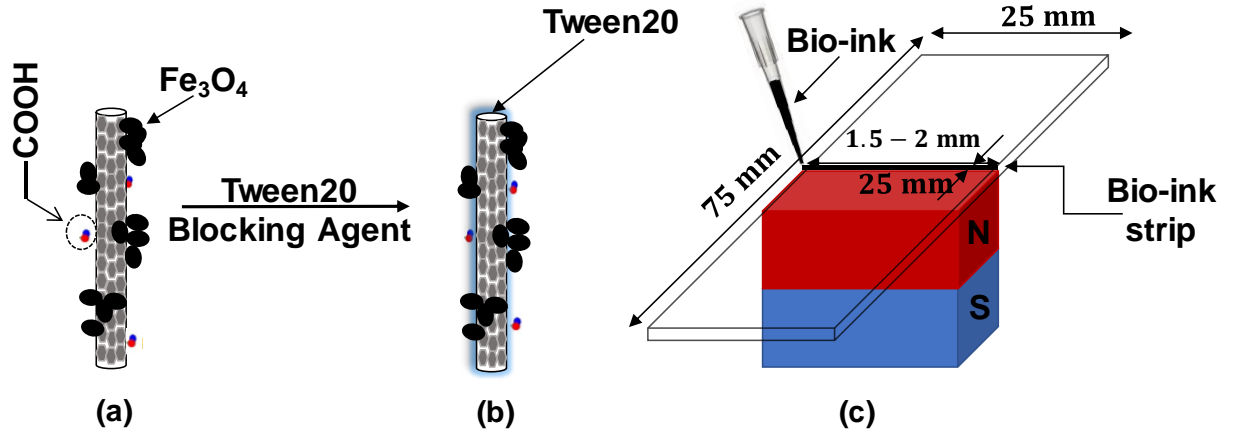 COOH
Fe₃O₄
Tween20
Blocking Agent
(a)
Tween20
(b)
Bio-ink
25 mm
75 mm
1.5 – 2 mm
25 mm
N
S
Bio-ink
strip
(c)